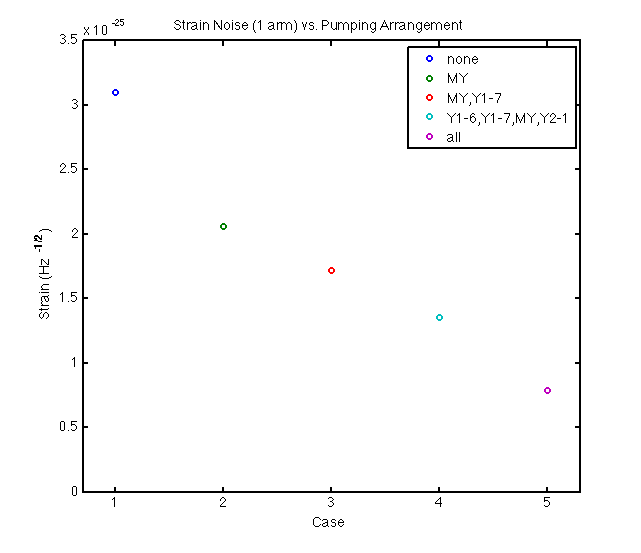 Strain Noise (1 arm) vs. Pumping Arrangement
x 10 -25
3.5
3
2.5
2
1.5
1
0.5
0
Strain (Hz -1/2)
none
MY
MY,Y1-7
Y1-6,Y1-7,MY,Y2-1
all
1 2 3 4 5
Case